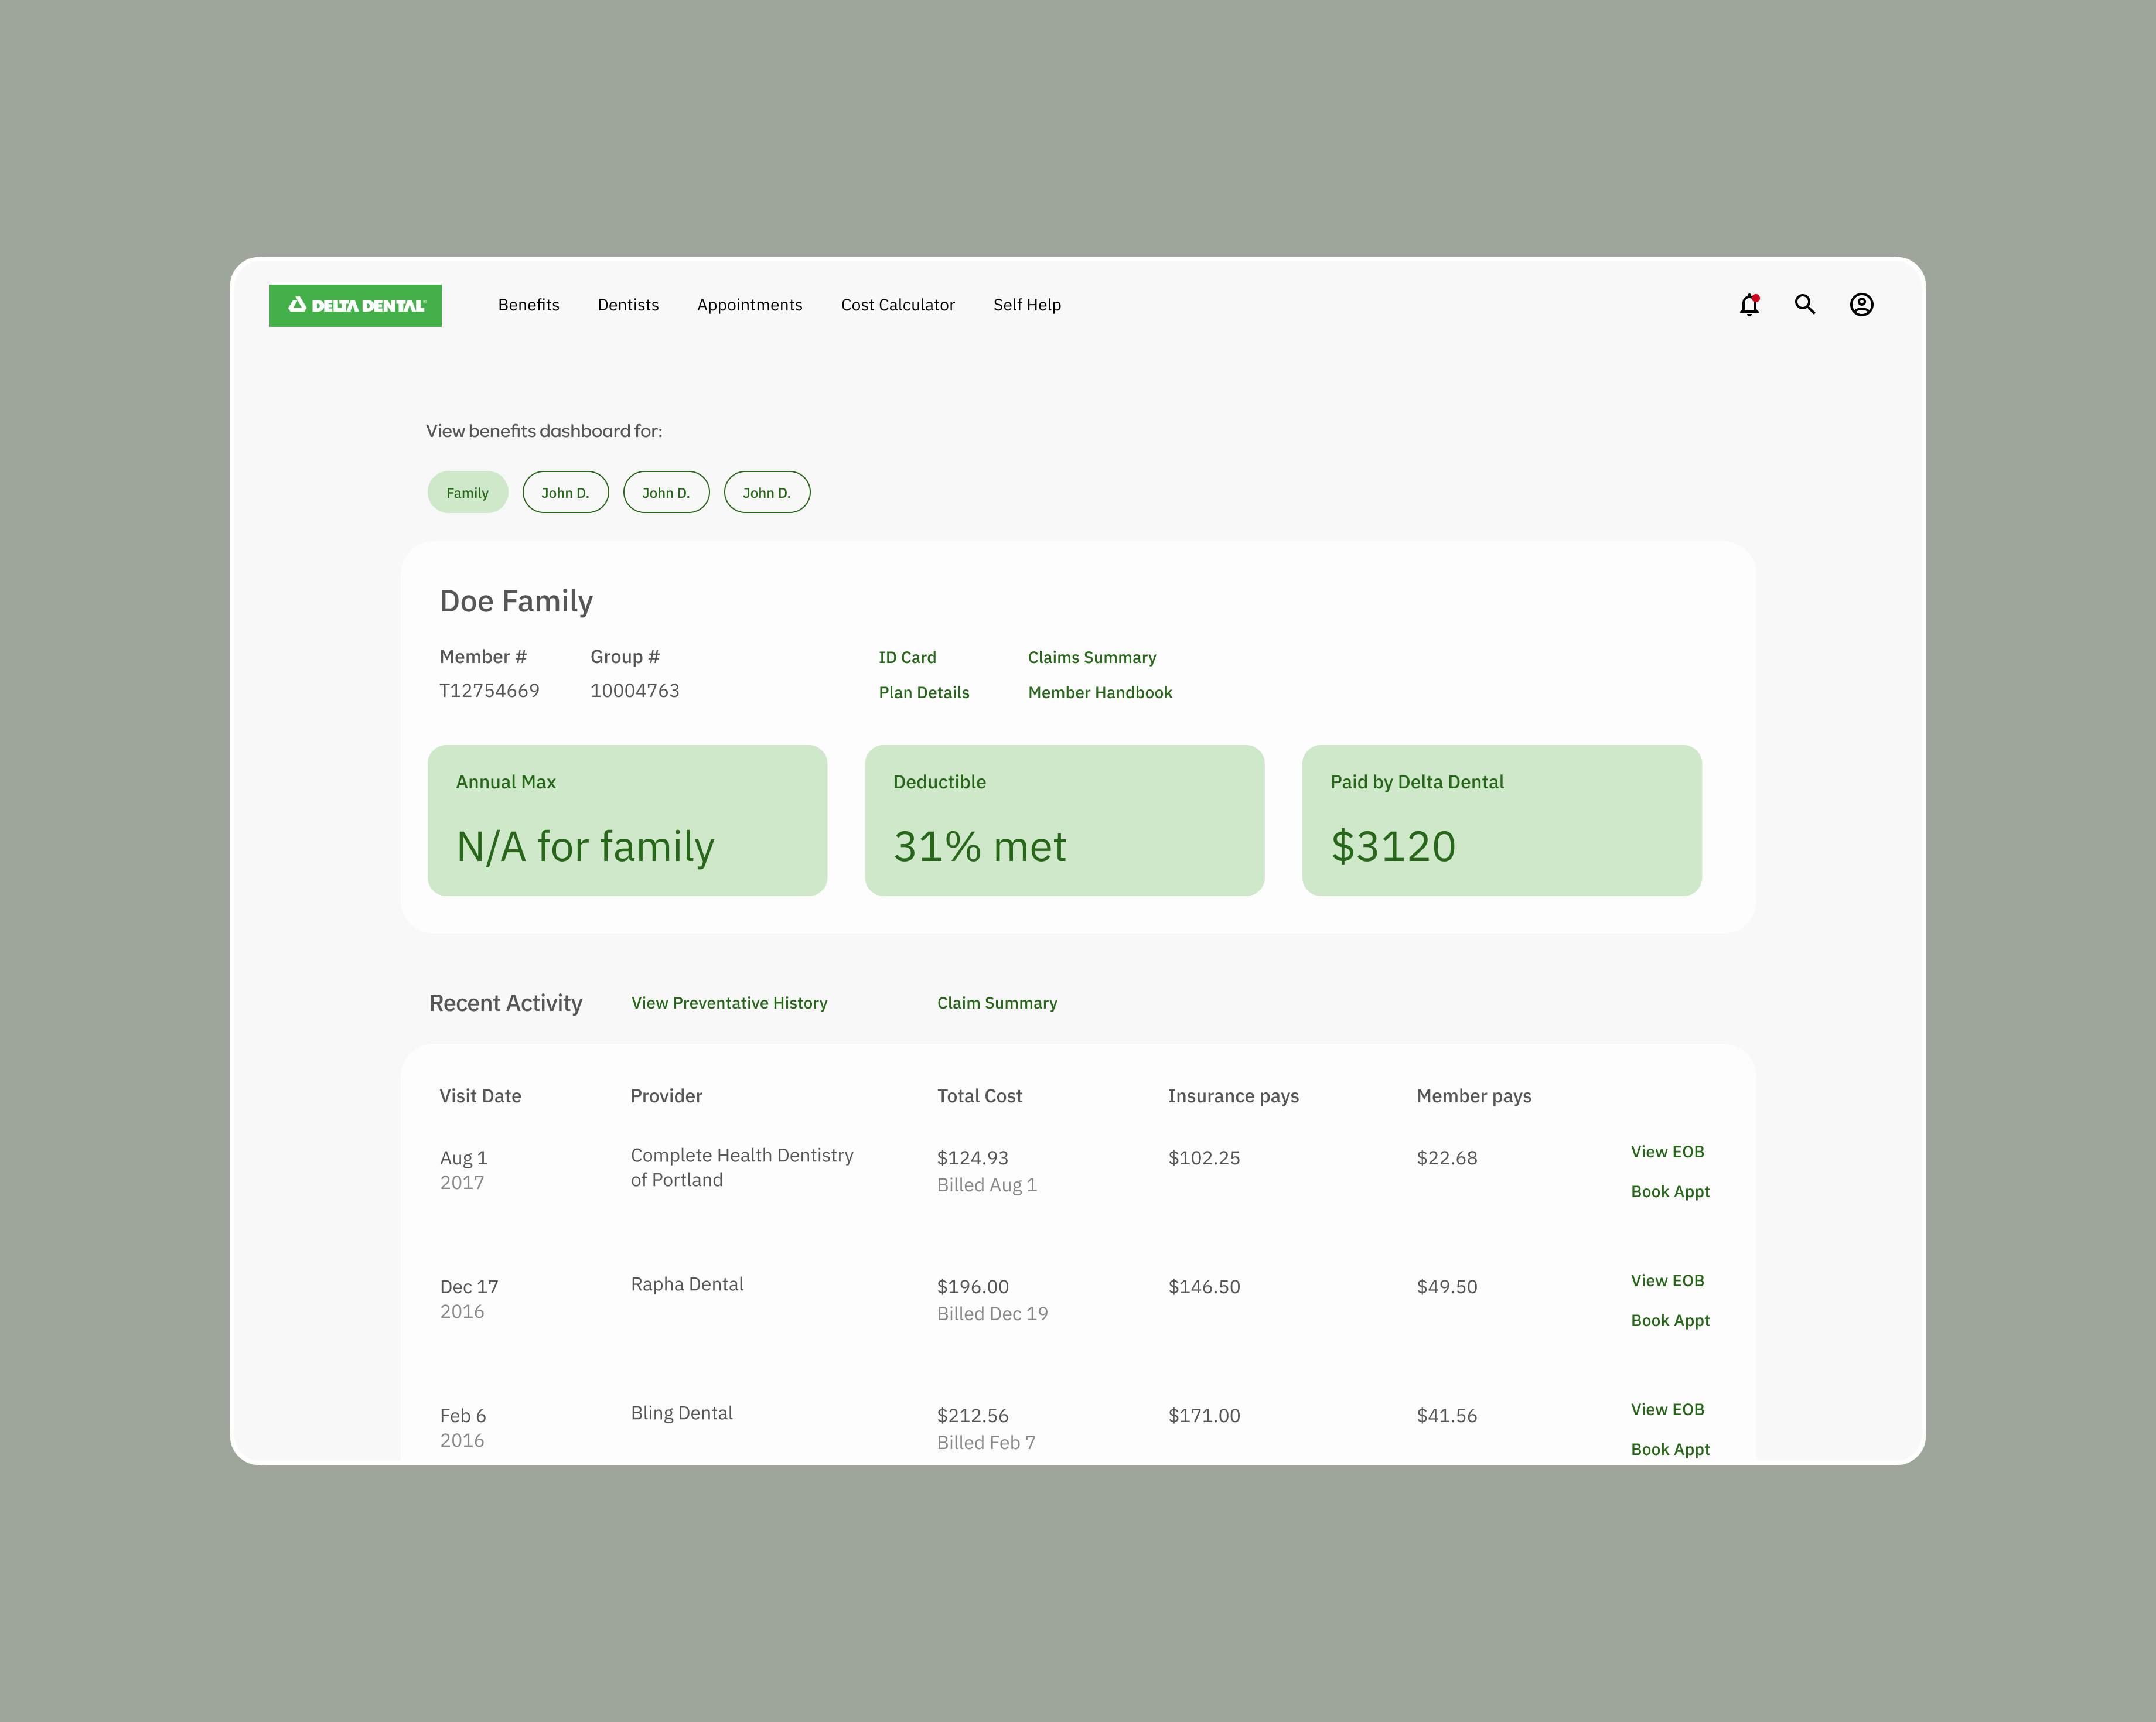 DELTA DENTAL
Benefits Dentists Appointments Cost Calculator Self Help
View benefits dashboard for:
Family John D. John D. John D.
Doe Family
Member # Group # ID Card Claims Summary
T12754669 10004763 Plan Details Member Handbook
Annual Max Deductible Paid by Delta Dental
N/A for family 31% met $3120
Recent Activity View Preventative History Claim Summary
Visit Date Provider Total Cost Insurance pays Member pays
Aug 1 Complete Health Dentistry $124.93 $102.25 $22.68 View EOB
2017 of Portland Billed Aug 1 Book Appt
Dec 17 Rapha Dental $196.00 $146.50 $49.50 View EOB
2016 Billed Dec 19 Book Appt
Feb 6 Bling Dental $212.56 $171.00 $41.56 View EOB
2016 Billed Feb 7 Book Appt